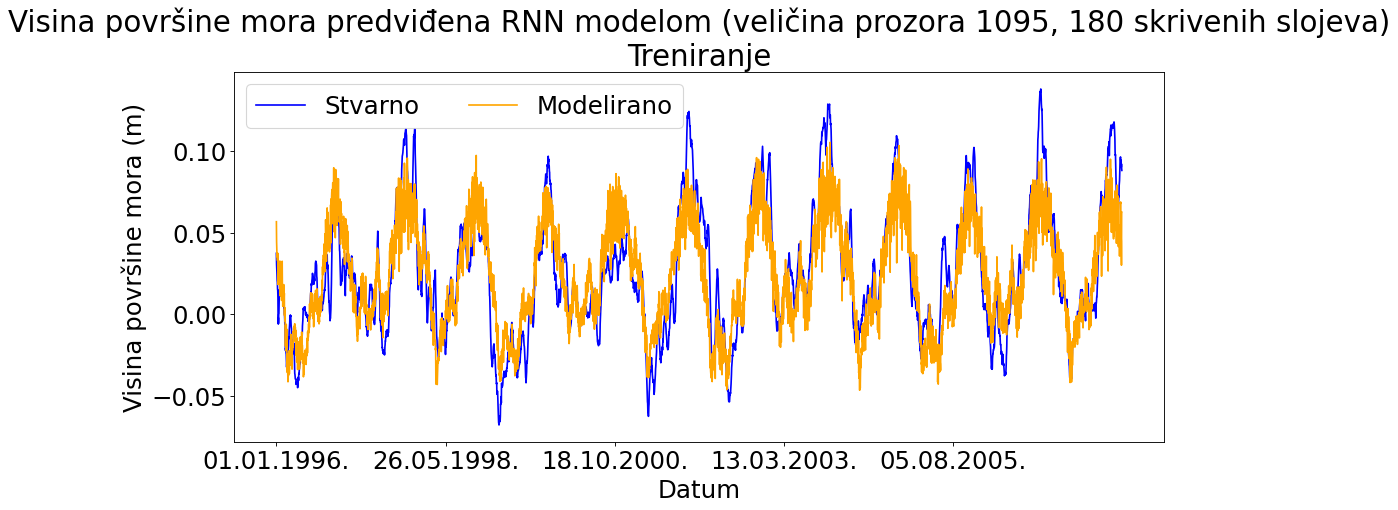 Visina površine mora predviđena RNN modelom (veličina prozora 1095, 180 skrivenih slojeva)
Treniranje
Stvarno Modelirano
Visina površine mora (m)
0.10
0.05
0.00
−0.05
01.01.1996. 26.05.1998. 18.10.2000. 13.03.2003. 05.08.2005.
Datum